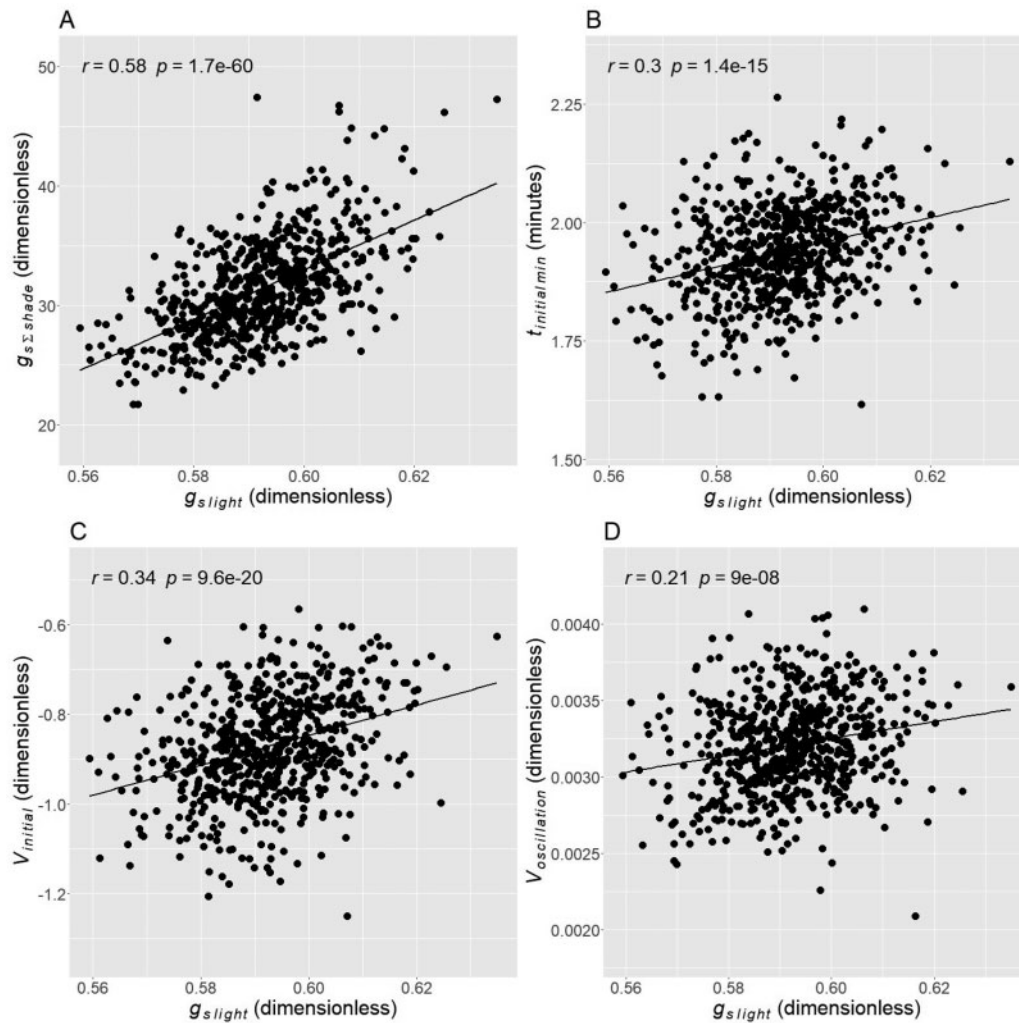 A
r = 0.58 p = 1.7e-60
50
40
30
20
g s Σ shade (dimensionless)
0.56 0.58 0.60 0.62
g s light (dimensionless)
B
r = 0.3 p = 1.4e-15
2.25
2.00
1.75
1.50
t initial min (minutes)
0.56 0.58 0.60 0.62
g s light (dimensionless)
C
r = 0.34 p = 9.6e-20
-0.6
-0.8
-1.0
-1.2
V initial (dimensionless)
0.56 0.58 0.60 0.62
g s light (dimensionless)
D
r = 0.21 p = 9e-08
0.0040
0.0035
0.0030
0.0025
0.0020
V oscillation (dimensionless)
0.56 0.58 0.60 0.62
g s light (dimensionless)